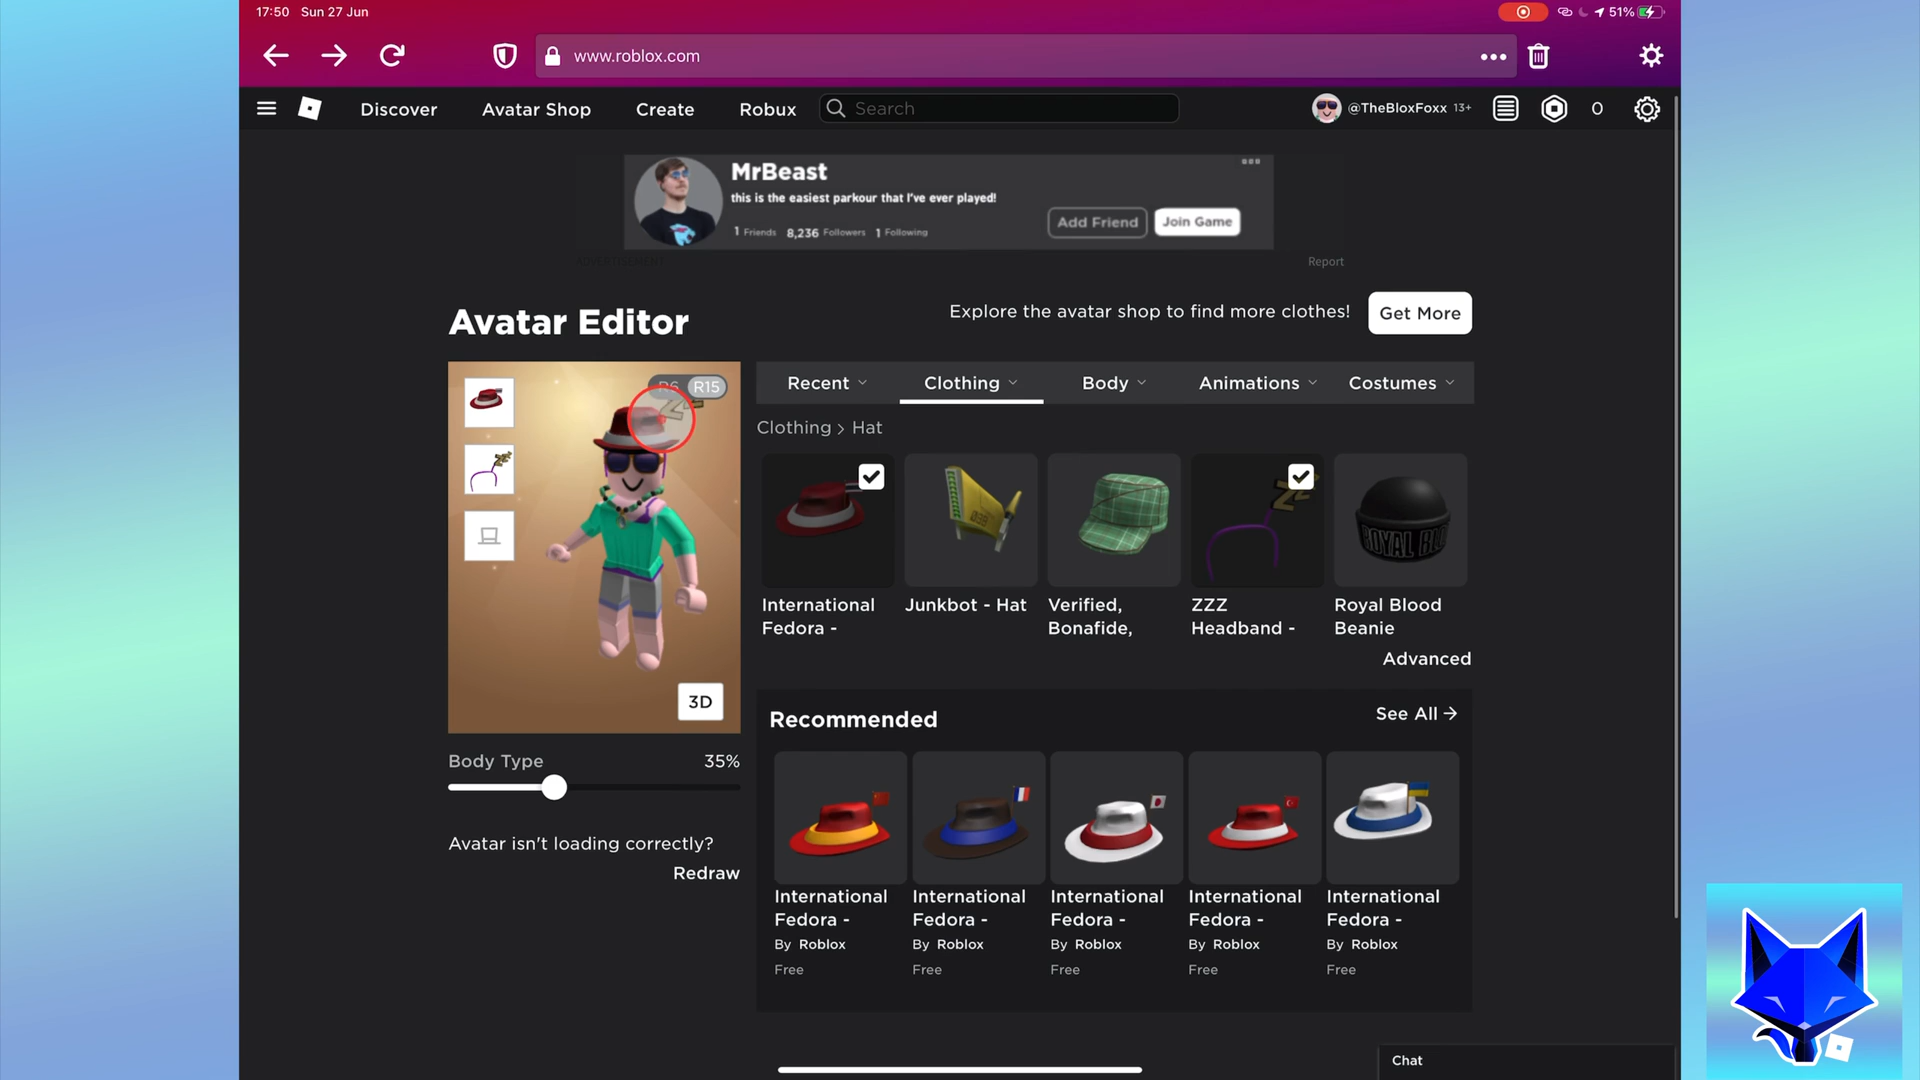 17:50 Sun 27 Jun
51%
www.roblox.com
Discover
Avatar Shop
Create
Robux
Search
@TheBloxFoxx 13+
0
MrBeast
this is the easiest parkour that I've ever played!
1 Friends 8,236 Followers 1 Following
Add Friend
Join Game
ADVERTISEMENT
Report
Avatar Editor
Explore the avatar shop to find more clothes!
Get More
R6 R15
3D
Recent
Clothing
Body
Animations
Costumes
Clothing > Hat
International
Fedora -
Junkbot - Hat
Verified,
Bonafide,
ZZZ
Headband -
ROYAL BLO
Royal Blood
Beanie
Advanced
Body Type 35%
Avatar isn't loading correctly?
Redraw
Recommended
See All
International
Fedora -
By Roblox
Free
International
Fedora -
By Roblox
Free
International
Fedora -
By Roblox
Free
International
Fedora -
By Roblox
Free
International
Fedora -
By Roblox
Free
Chat